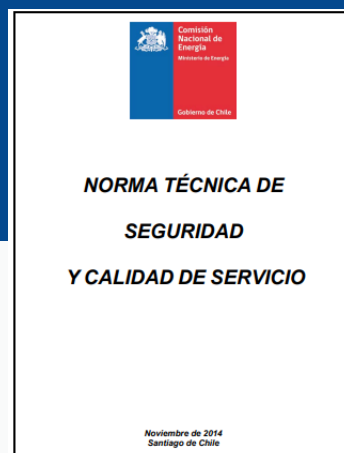 Comisión
Nacional de
Energía
Ministerio de Energía
Gobierno de Chile
NORMA TÉCNICA DE
SEGURIDAD
Y CALIDAD DE SERVICIO
Noviembre de 2014
Santiago de Chile